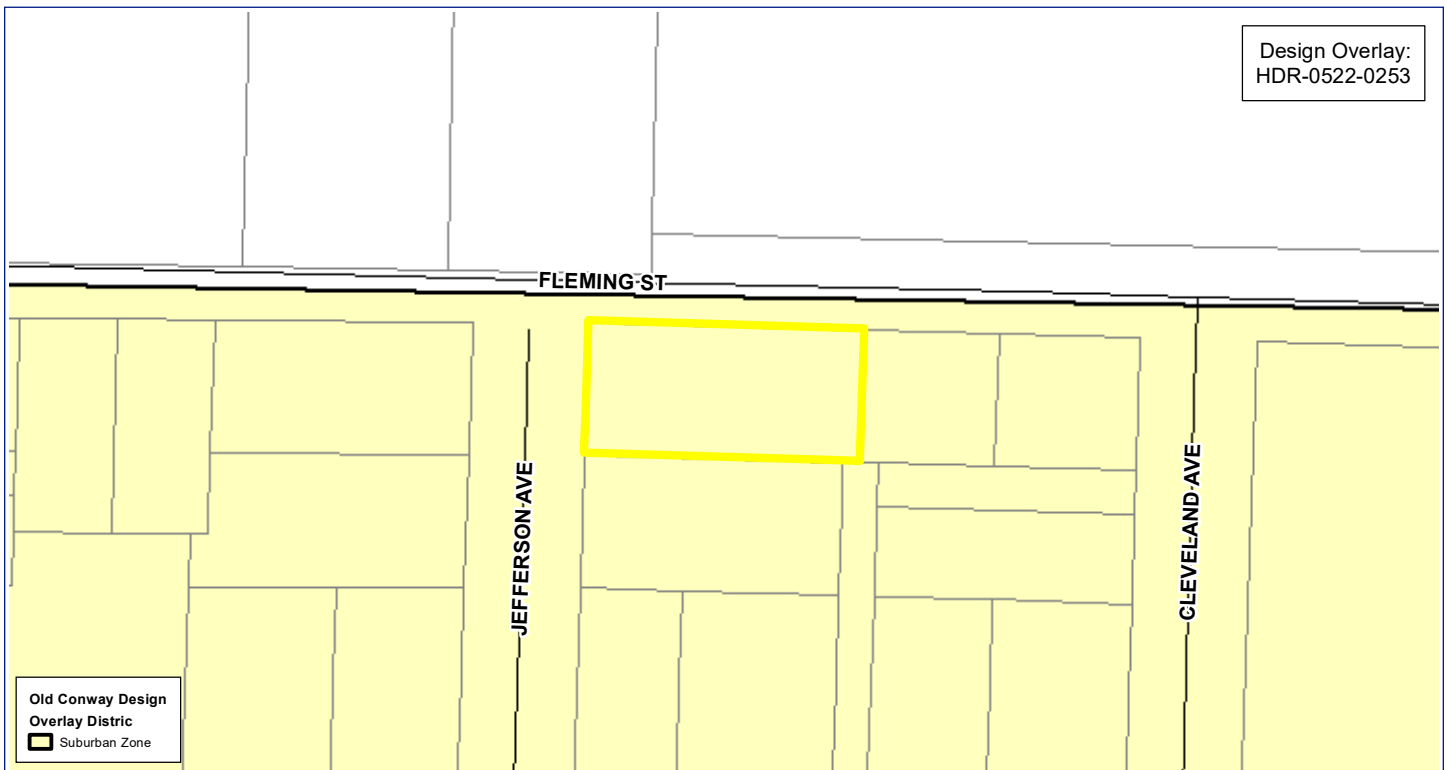 Design Overlay:
HDR-0522-0253
FLEMING ST
JEFFERSON AVE
CLEVELAND AVE
Old Conway Design
Overlay Distric
Suburban Zone